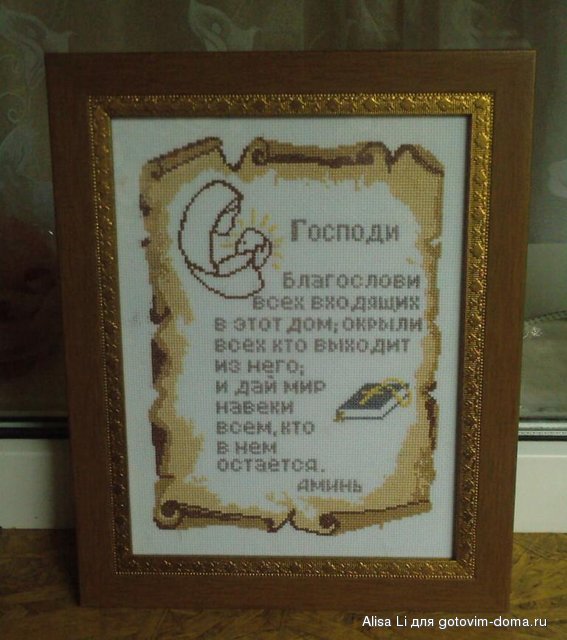 Господи
Благослови
всех входящих
в этот дом; окрыли
всех кто выходит
из него;
и дай мир
навеки
всем, кто
в нем
остаётся.
аминь
Alisa Li для gotovim-doma.ru